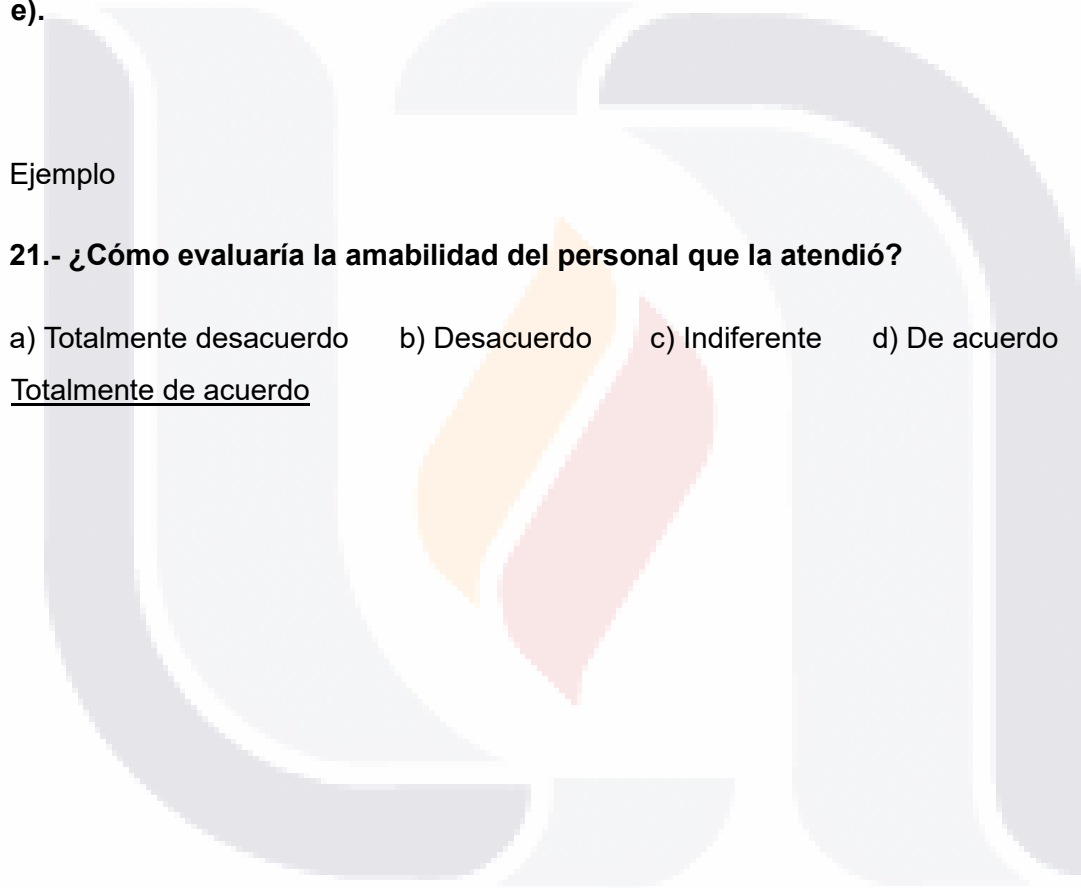 e).
Ejemplo
21.- ¿Cómo evaluaría la amabilidad del personal que la atendió?
a) Totalmente desacuerdo b) Desacuerdo c) Indiferente d) De acuerdo
Totalmente de acuerdo